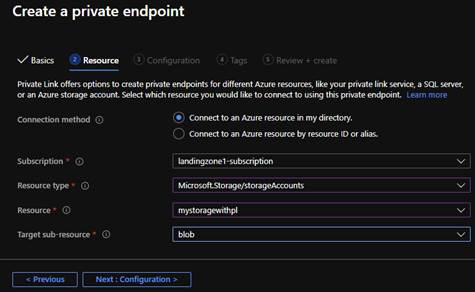 Create a private endpoint
Basics 2 Resource 3 Configuration 4 Tags 5 Review + create
Private Link offers options to create private endpoints for different Azure resources, like your private link service, a SQL server,
or an Azure storage account. Select which resource you would like to connect to using this private endpoint. Learn more
Connection method Connect to an Azure resource in my directory.
Connect to an Azure resource by resource ID or alias.
Subscription * landingzone1-subscription
Resource type * Microsoft.Storage/storageAccounts
Resource * mystoragewithpl
Target sub-resource * blob
< Previous Next : Configuration >